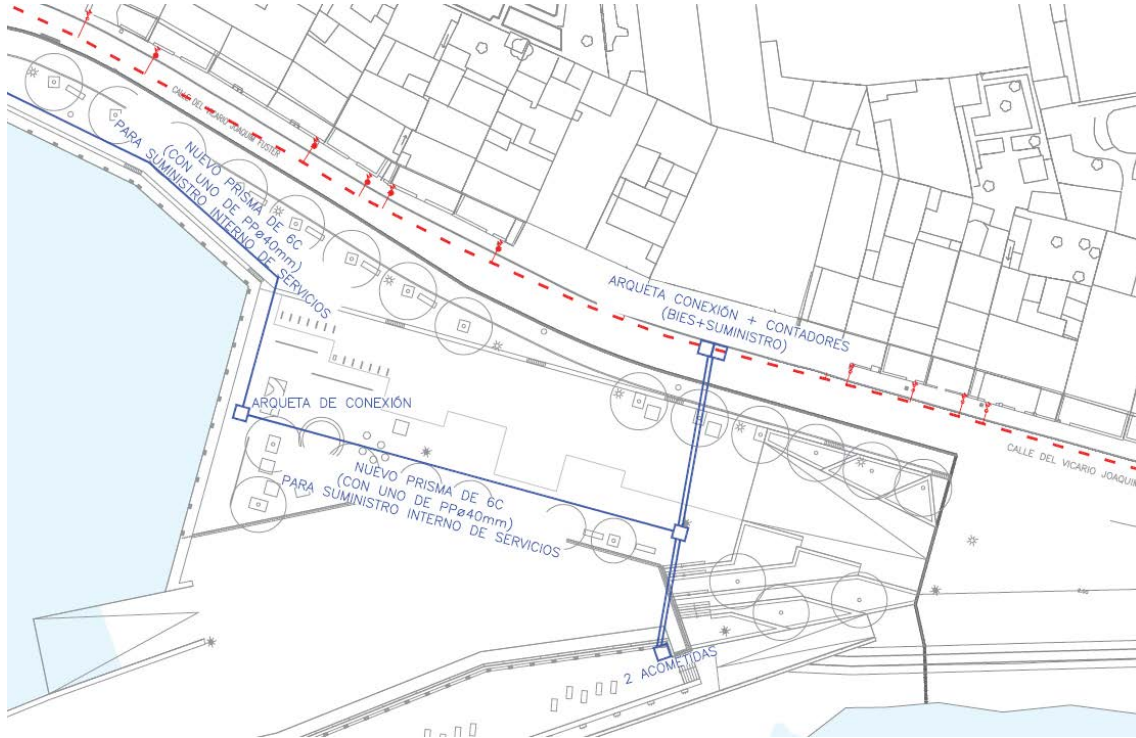 CALLE DEL VICARIO JOAQUIM FUSTER
NUEVO PRISMA DE 6C
(CON UNO DE PPø40mm)
PARA SUMINISTRO INTERNO DE SERVICIOS
ARQUETA CONEXIÓN + CONTADORES
(BIES+SUMINISTRO)
ARQUETA DE CONEXIÓN
CALLE DEL VICARIO JOAQUIM
NUEVO PRISMA DE 6C
(CON UNO DE PPø40mm)
PARA SUMINISTRO INTERNO DE SERVICIOS
2 ACOMETIDAS